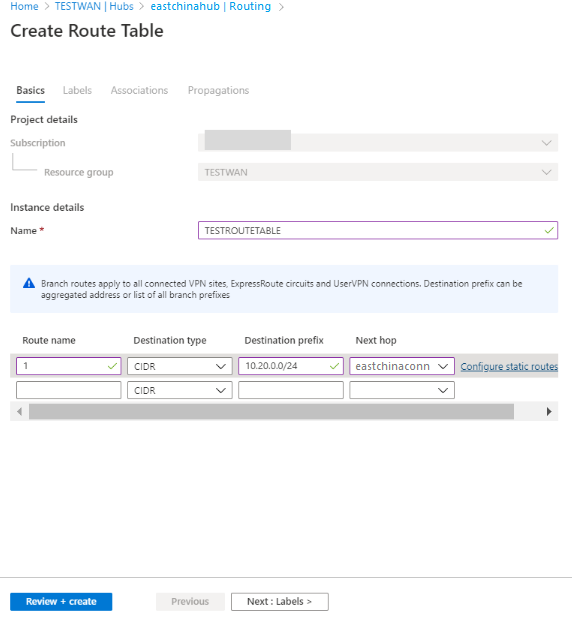 Home > TESTWAN | Hubs > eastchinahub | Routing >
Create Route Table
Basics Labels Associations Propagations
Project details
Subscription
Resource group TESTWAN
Instance details
Name * TESTROUTETABLE
Branch routes apply to all connected VPN sites, ExpressRoute circuits and UserVPN connections. Destination prefix can be
aggregated address or list of all branch prefixes
Route name Destination type Destination prefix Next hop
1 CIDR 10.20.0.0/24 eastchinaconn Configure static routes
CIDR
Review + create Previous Next : Labels >